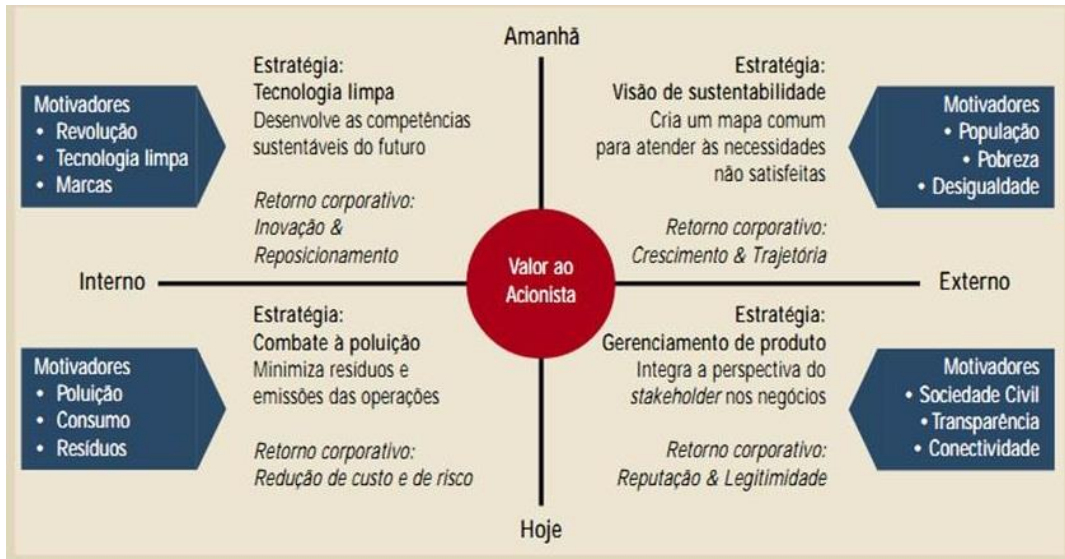 Amanhã
Motivadores
• Revolução
• Tecnologia limpa
• Marcas
Estratégia:
Tecnologia limpa
Desenvolve as competências
sustentáveis do futuro
Retorno corporativo:
Inovação &
Reposicionamento
Estratégia:
Visão de sustentabilidade
Cria um mapa comum
para atender às necessidades
não satisfeitas
Retorno corporativo:
Crescimento & Trajetória
Motivadores
• População
• Pobreza
• Desigualdade
Interno
Valor ao
Acionista
Externo
Motivadores
• Poluição
• Consumo
• Resíduos
Estratégia:
Combate à poluição
Minimiza resíduos e
emissões das operações
Retorno corporativo:
Redução de custo e de risco
Estratégia:
Gerenciamento de produto
Integra a perspectiva do
stakeholder nos negócios
Retorno corporativo:
Reputação & Legitimidade
Motivadores
• Sociedade Civil
• Transparência
• Conectividade
Hoje